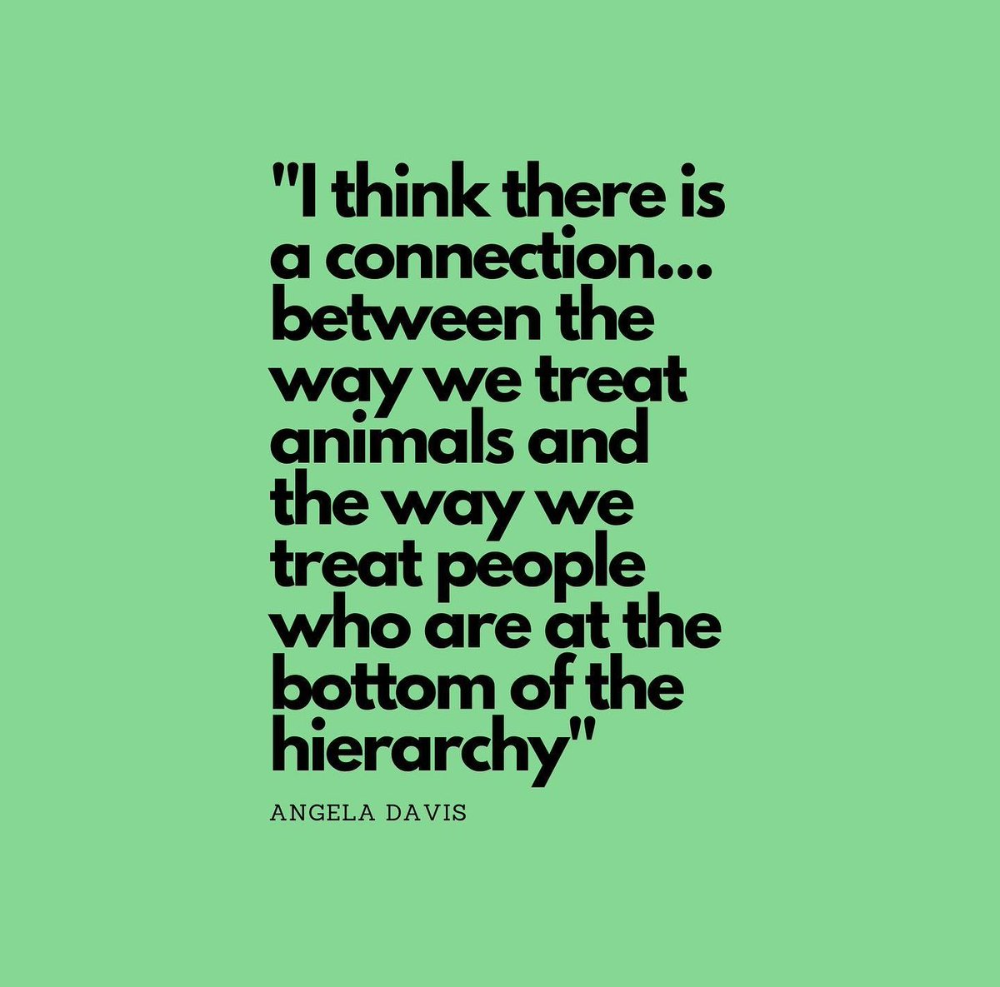 "I think there is
a connection...
between the
way we treat
animals and
the way we
treat people
who are at the
bottom of the
hierarchy"
ANGELA DAVIS